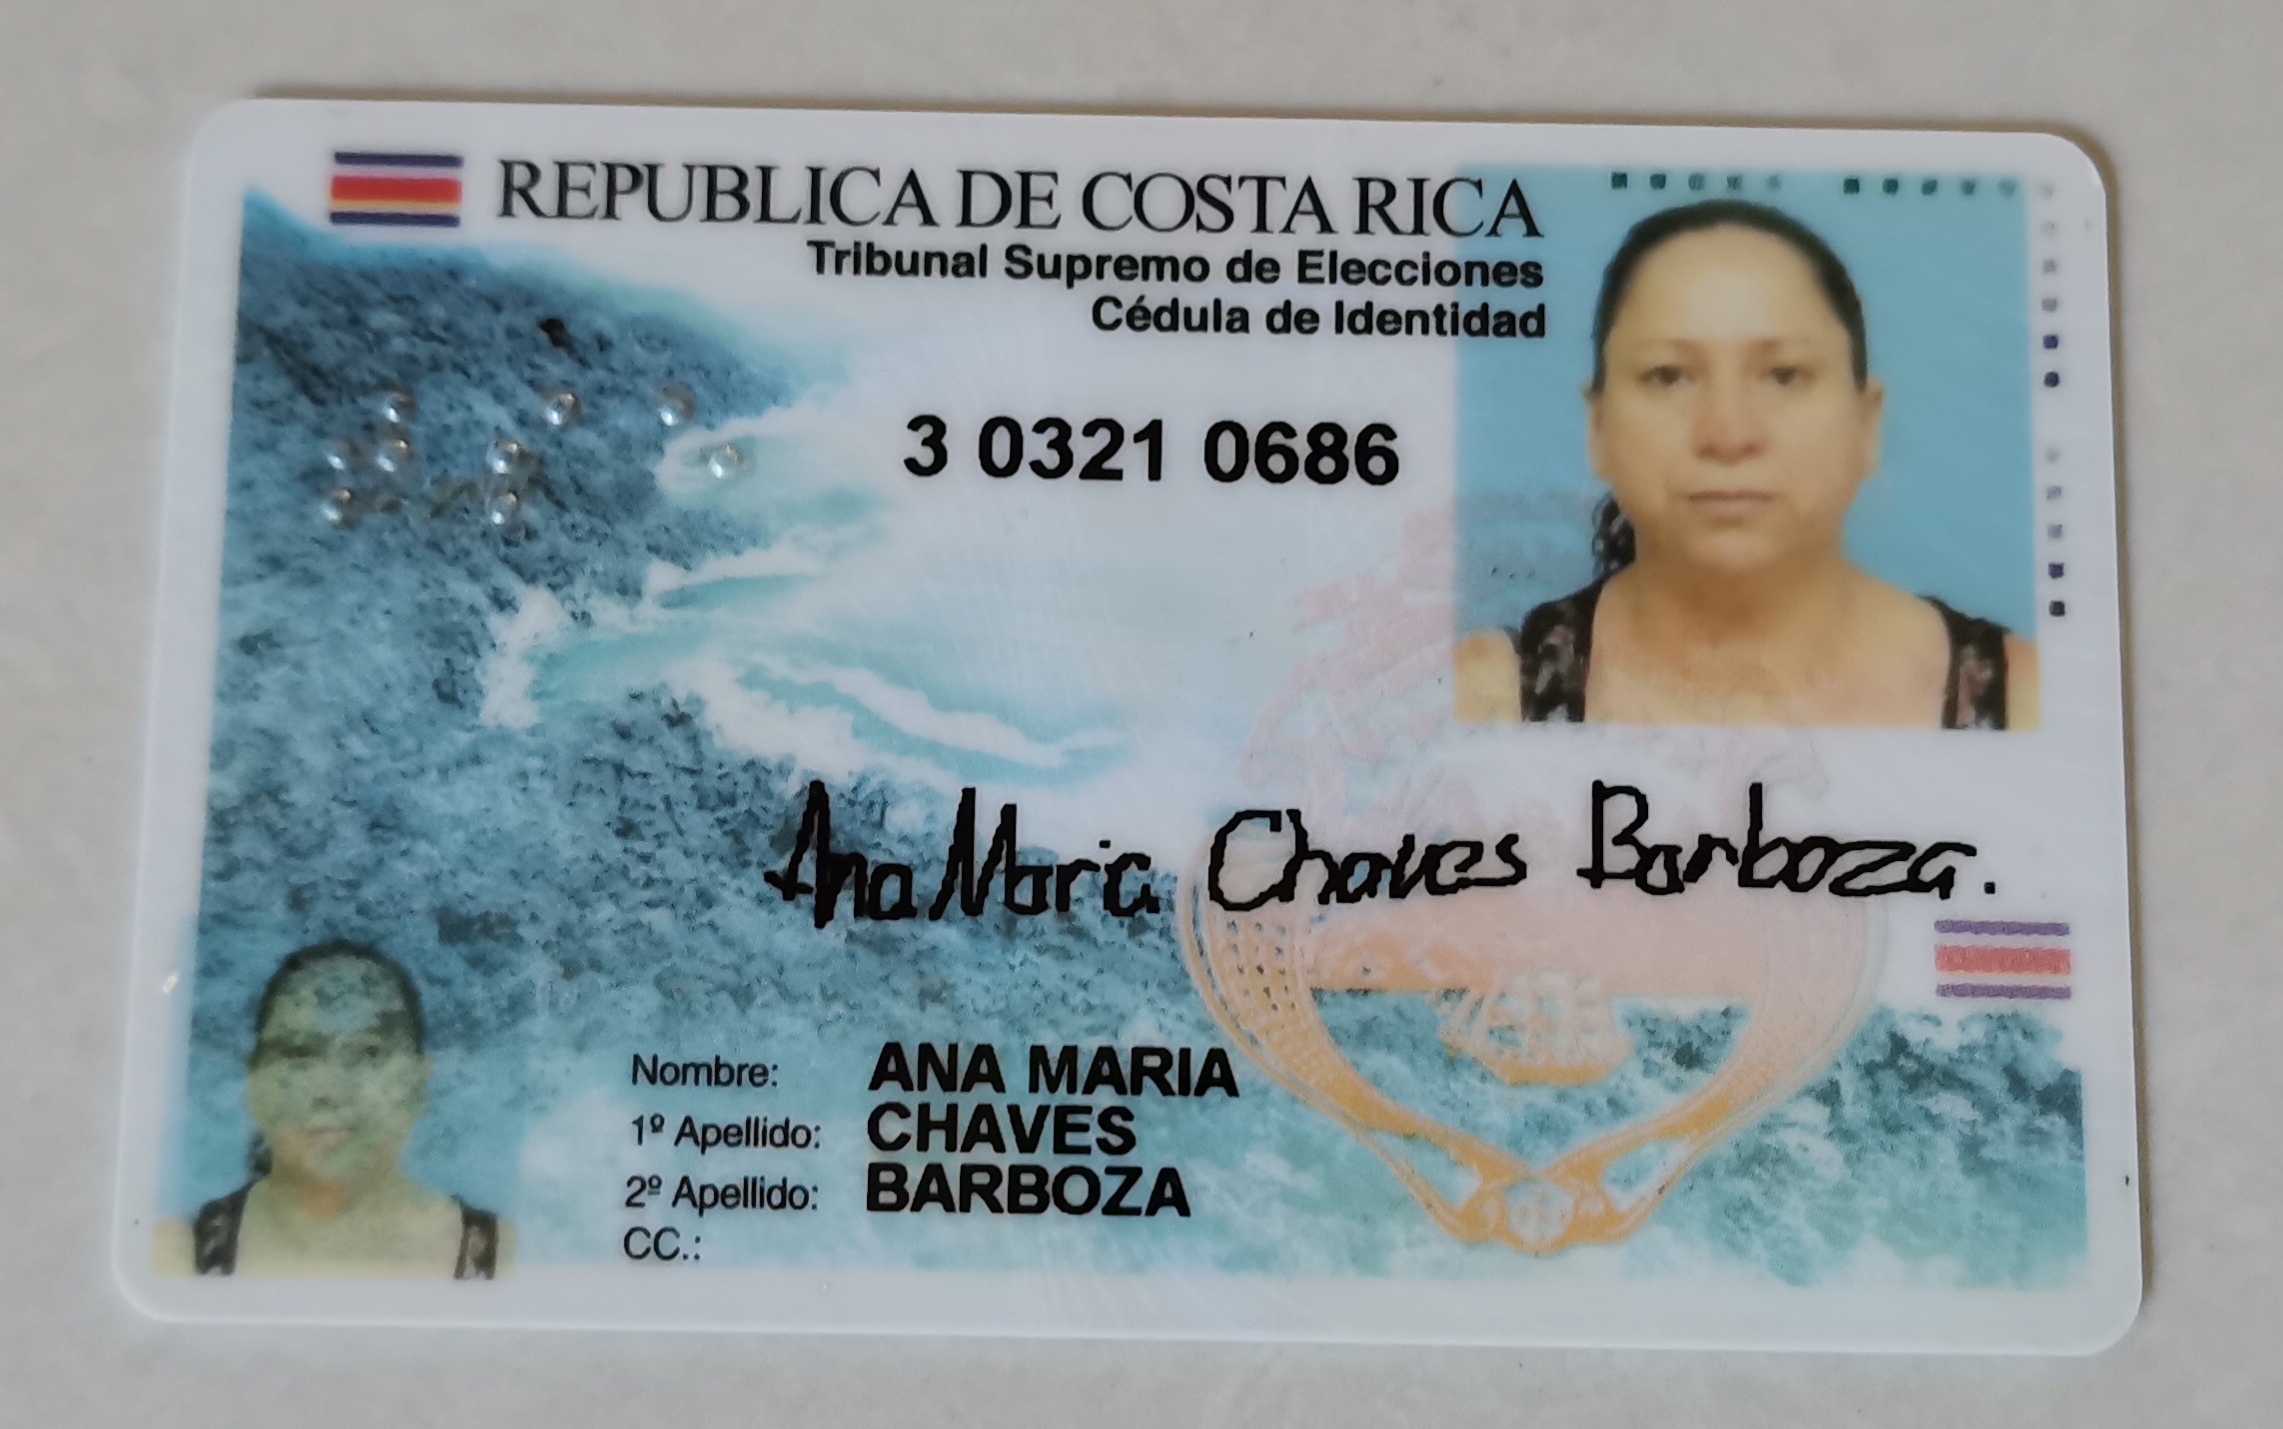 REPUBLICA DE COSTA RICA
Tribunal Supremo de Elecciones
Cédula de Identidad
3 0321 0686
Ana Maria Chaves Barboza.
Nombre: ANA MARIA
1º Apellido: CHAVES
2º Apellido: BARBOZA
CC.: